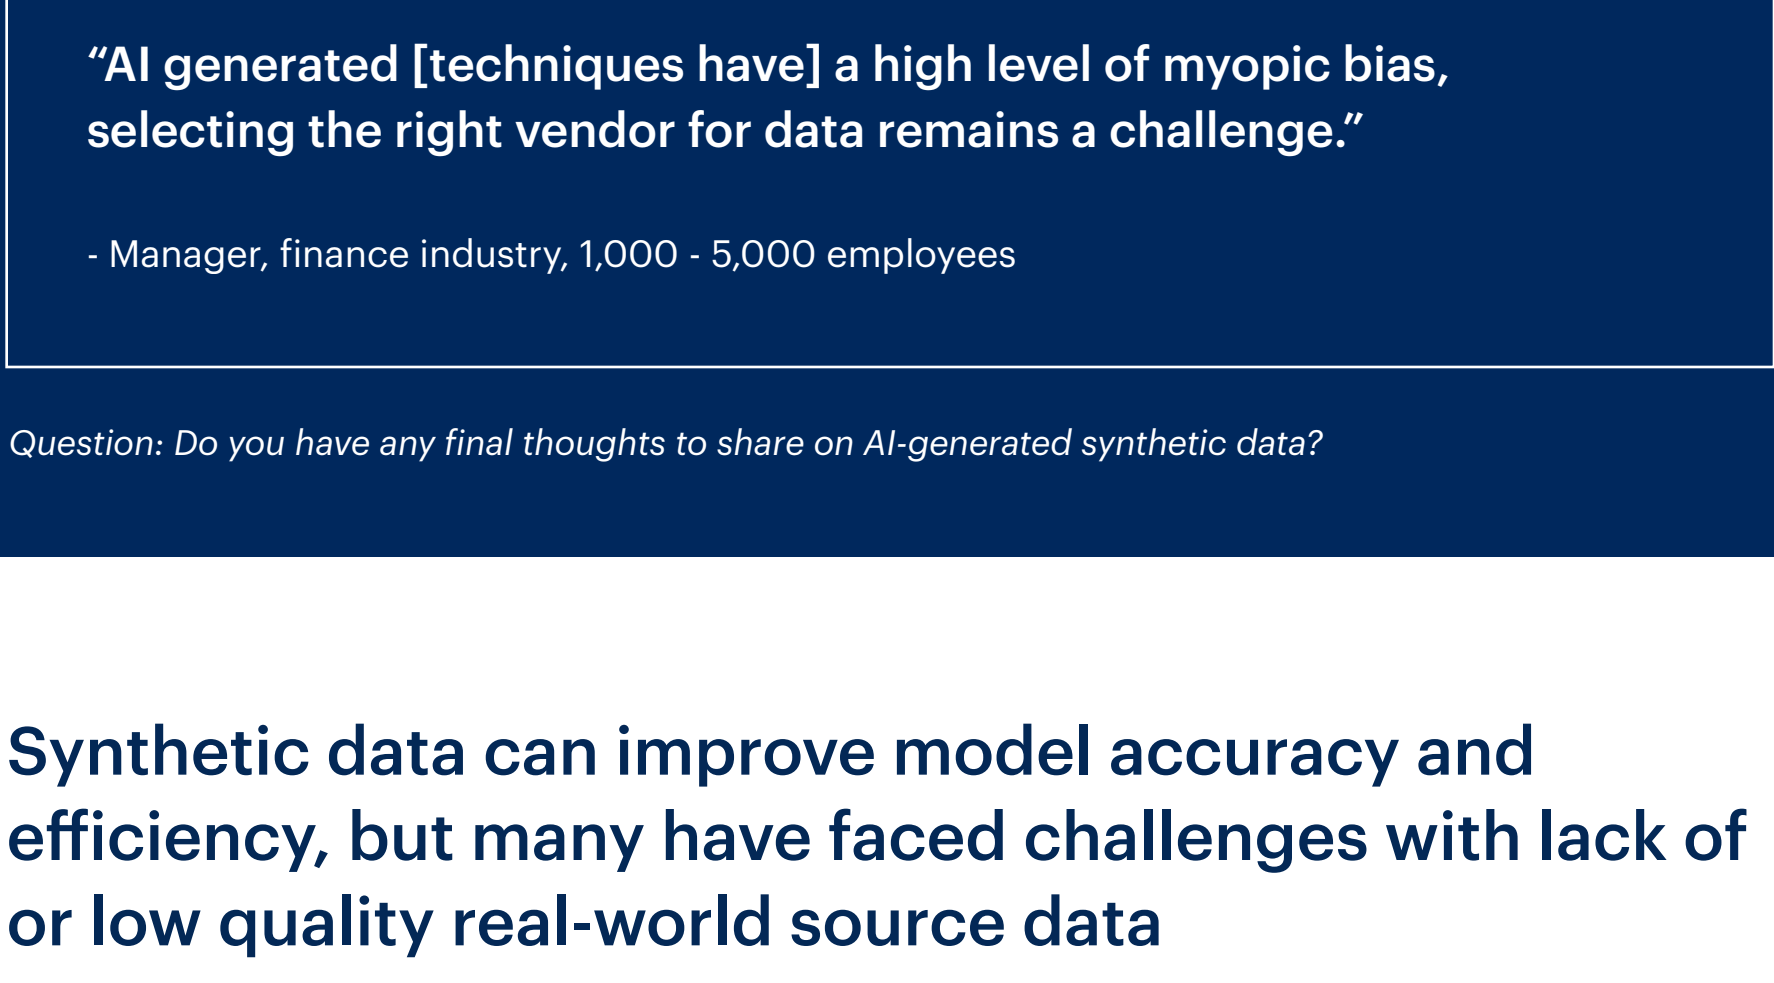 “AI generated [techniques have] a high level of myopic bias,
selecting the right vendor for data remains a challenge.”
- Manager, finance industry, 1,000 - 5,000 employees
Question: Do you have any final thoughts to share on AI-generated synthetic data?
Synthetic data can improve model accuracy and
efficiency, but many have faced challenges with lack of
or low quality real-world source data